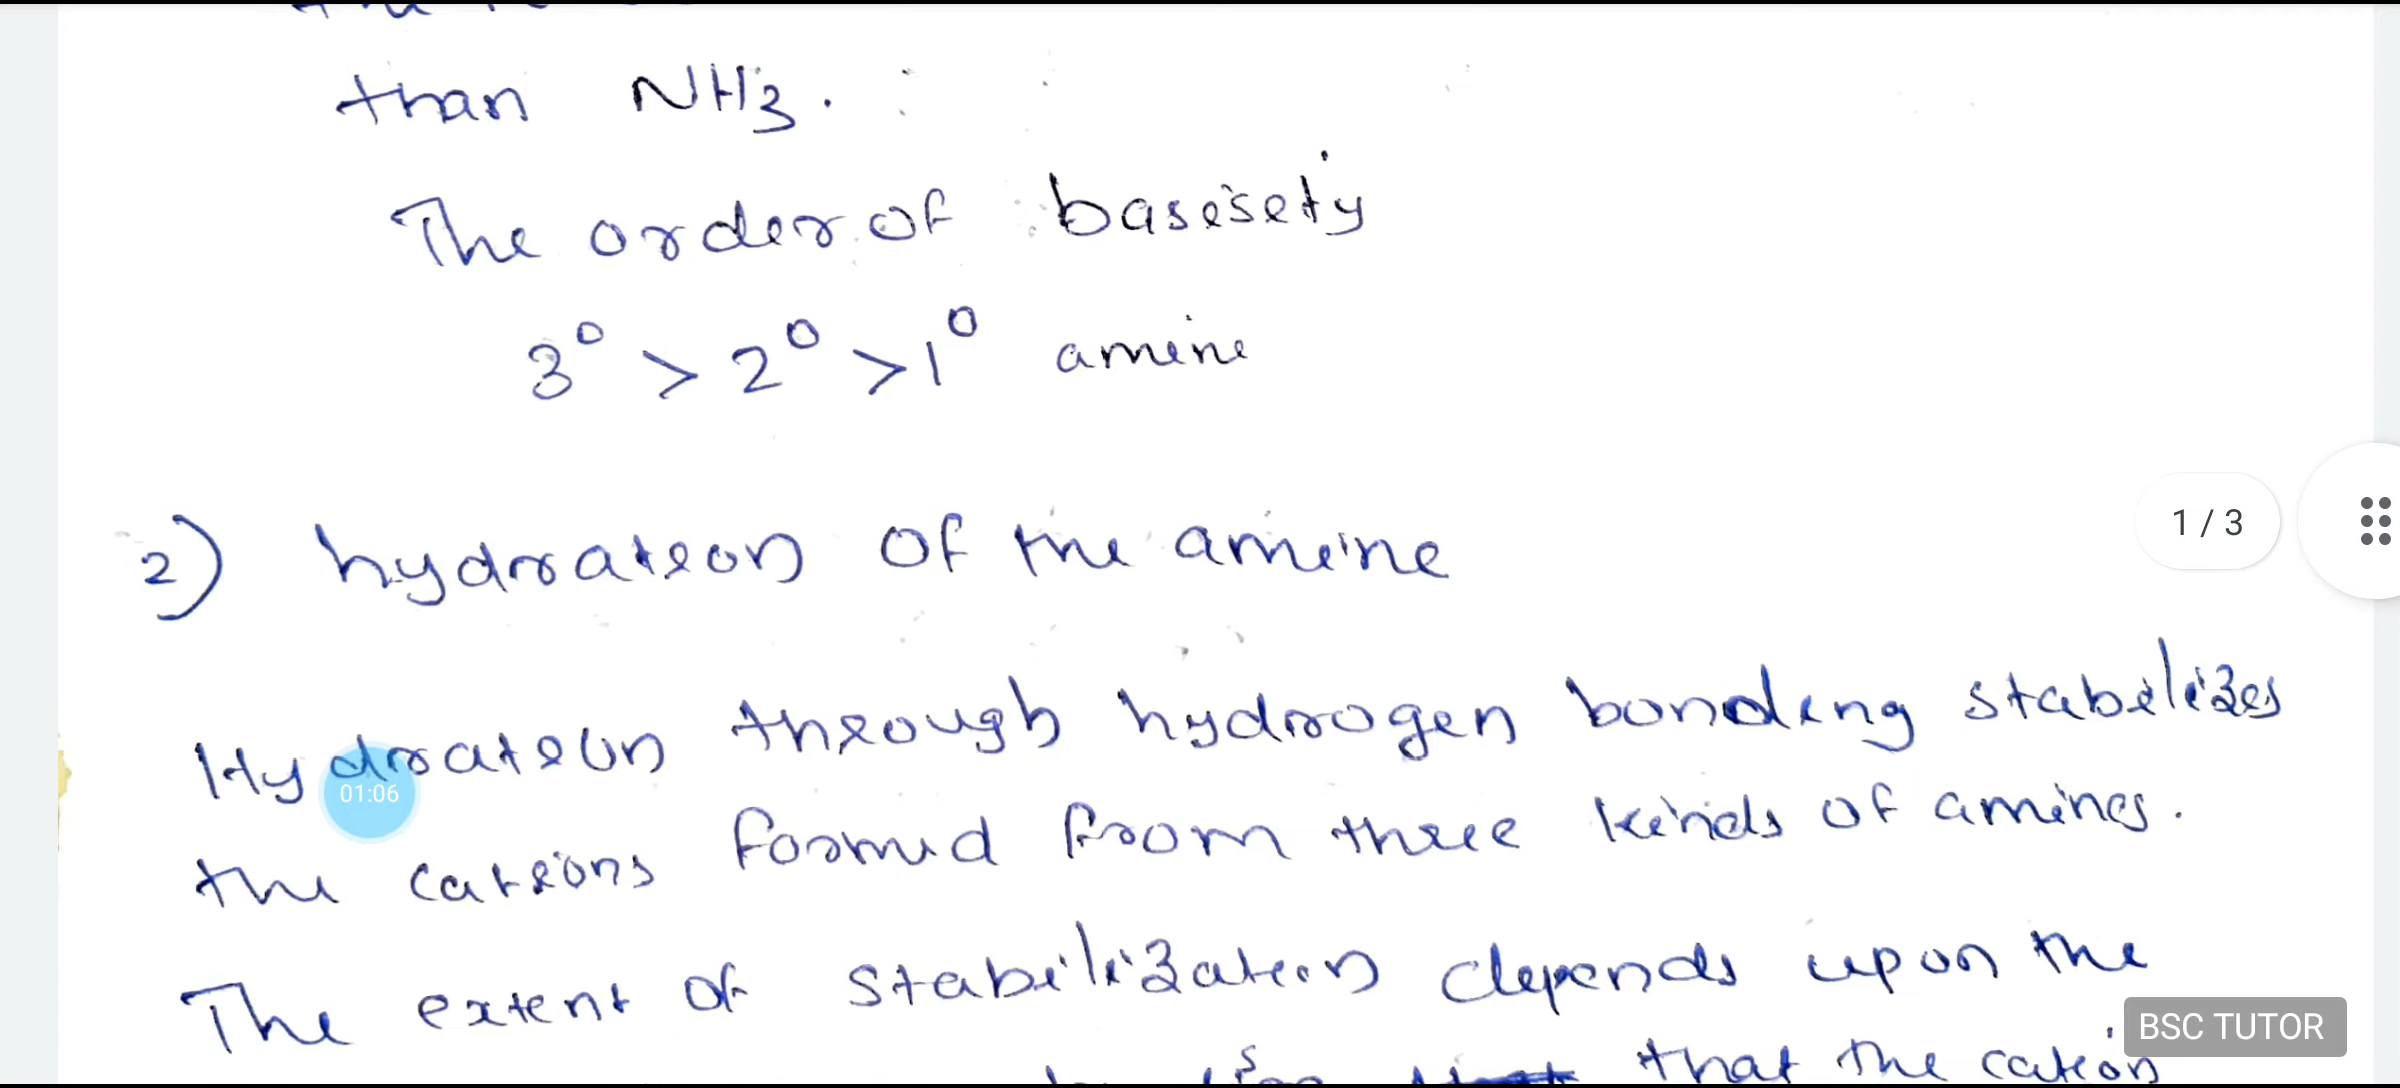 than NH3.
The order of basesety
3° > 2° > 1° amine
2) hydration of the amine
1 / 3
Hydration through hydrogen bonding stabilizes
01:06
the cations formed from three kinds of amines.
The extent of stabilization depends upon the
BSC TUTOR
that the cation